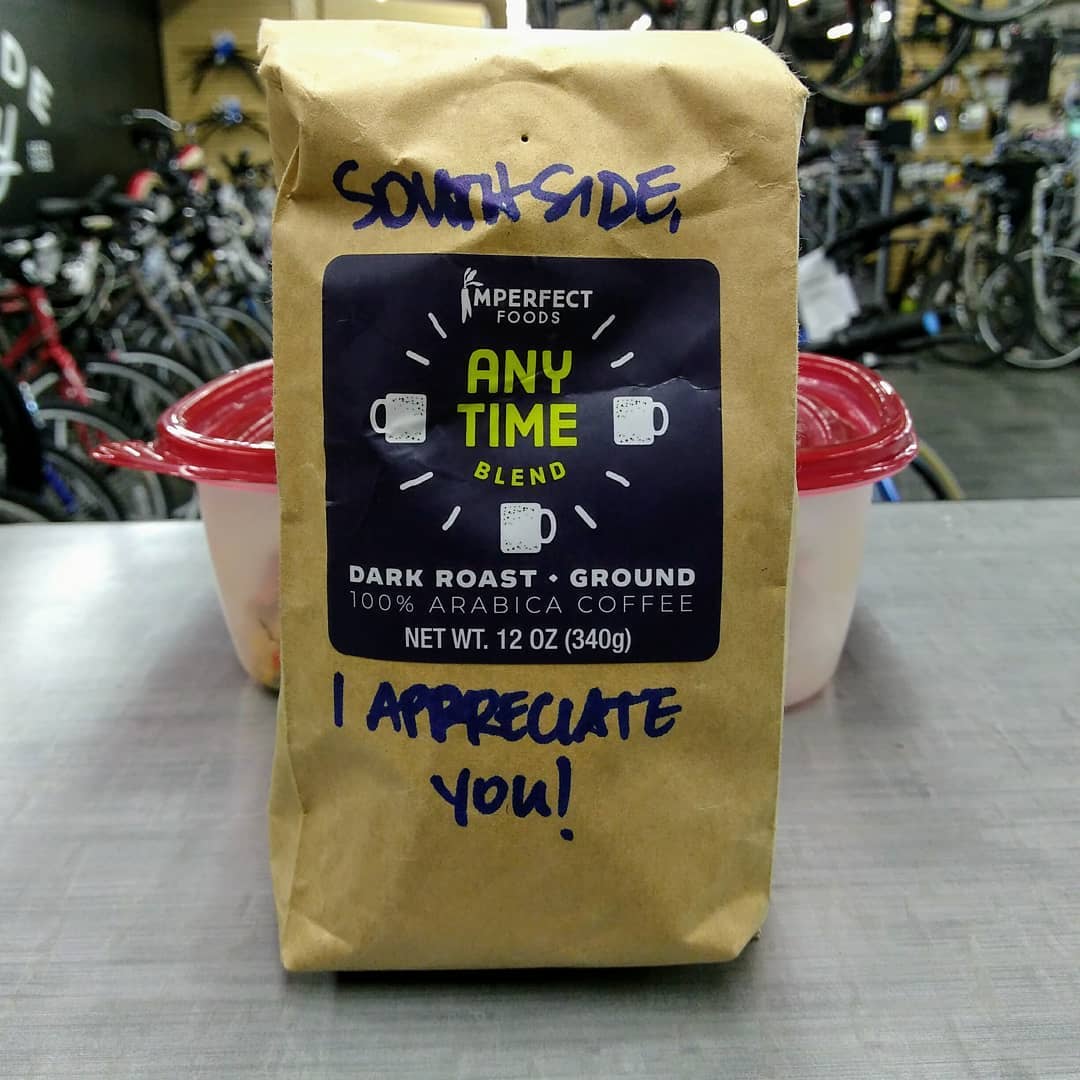 SOUTHSIDE,
IMPERFECT
FOODS
ANY
TIME
BLEND
DARK ROAST • GROUND
100% ARABICA COFFEE
NET WT. 12 OZ (340g)
I APPRECIATE
you!
DE